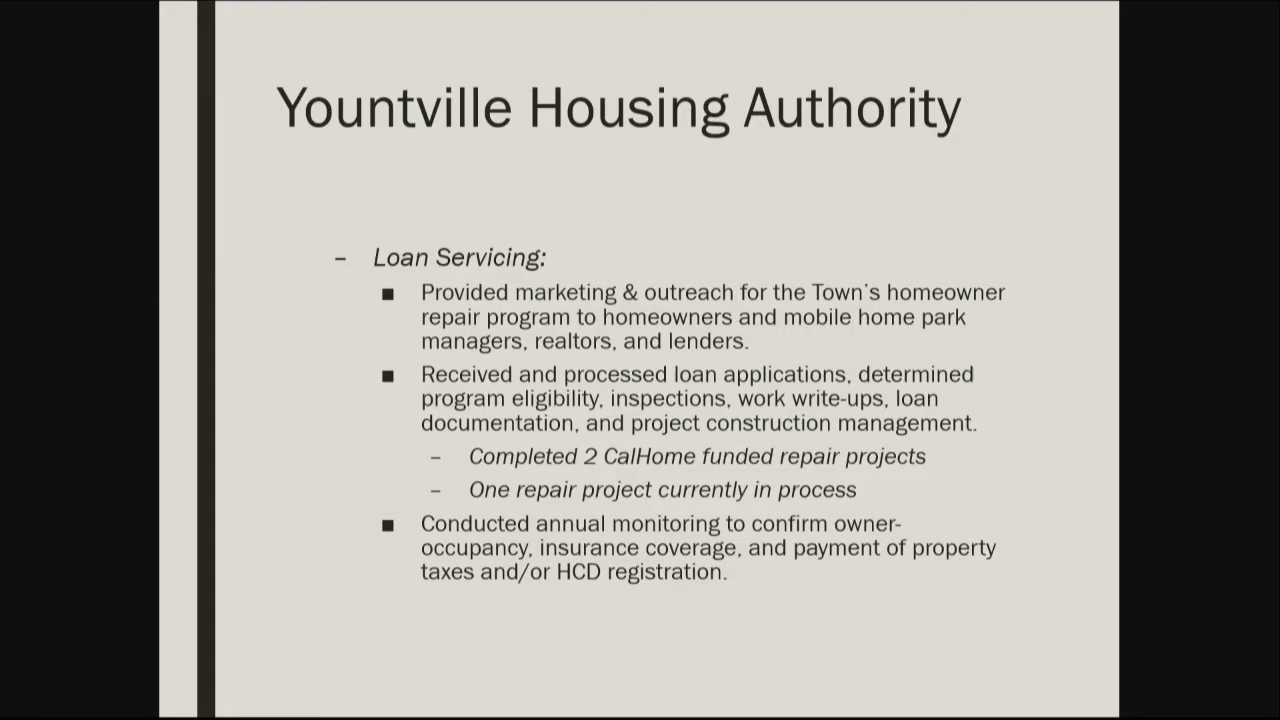 Yountville Housing Authority
– Loan Servicing:
■ Provided marketing & outreach for the Town's homeowner
repair program to homeowners and mobile home park
managers, realtors, and lenders.
■ Received and processed loan applications, determined
program eligibility, inspections, work write-ups, loan
documentation, and project construction management.
– Completed 2 CalHome funded repair projects
– One repair project currently in process
■ Conducted annual monitoring to confirm owner-
occupancy, insurance coverage, and payment of property
taxes and/or HCD registration.